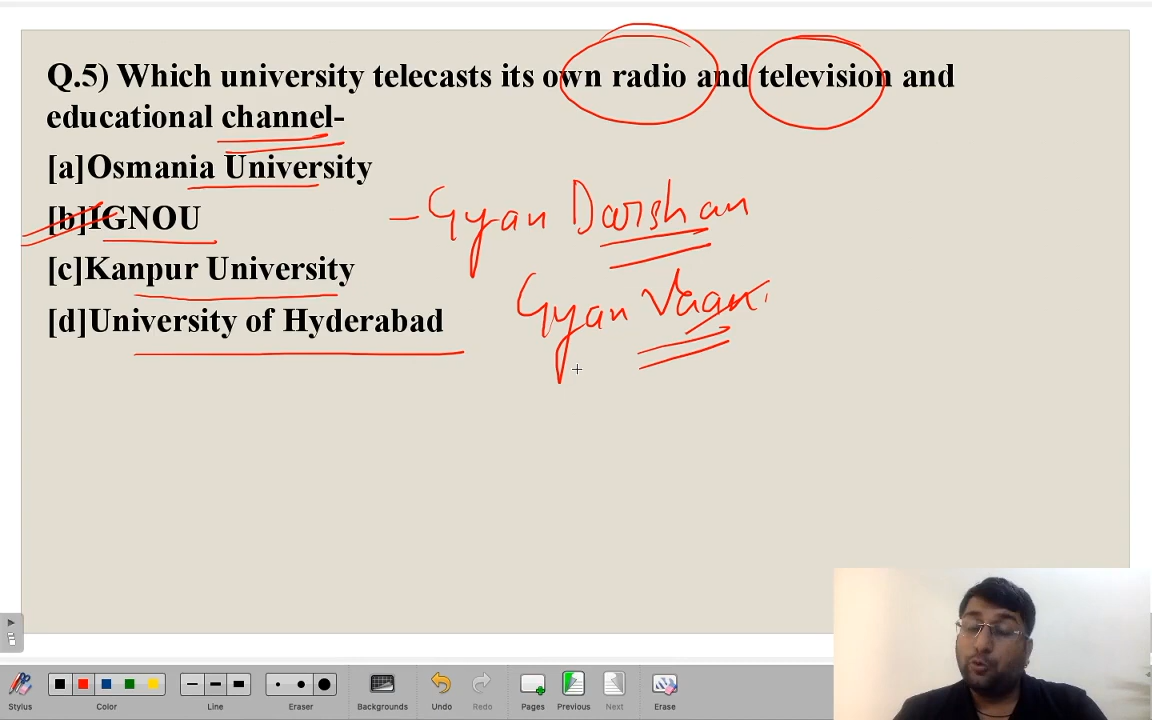 Q.5) Which university telecasts its own radio and television and
educational channel-
[a]Osmania University
[b]IGNOU
[c]Kanpur University
[d]University of Hyderabad
- Gyan Darshan
Gyan Vaani
Stylus
Color
Line
Eraser
Backgrounds
Undo
Redo
Pages
Previous
Next
Erase